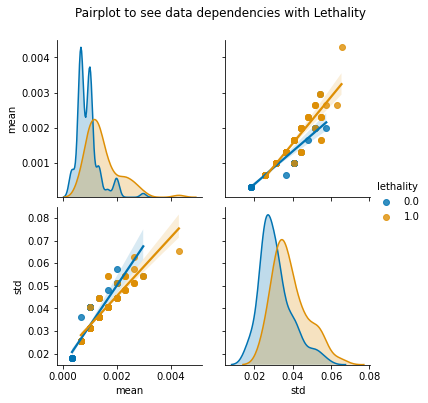 Pairplot to see data dependencies with Lethality
0.004
0.003
0.002
0.001
mean
lethality
0.0
1.0
0.08
0.07
0.06
0.05
0.04
0.03
0.02
std
0.000 0.002 0.004
0.02 0.04 0.06 0.08
mean
std